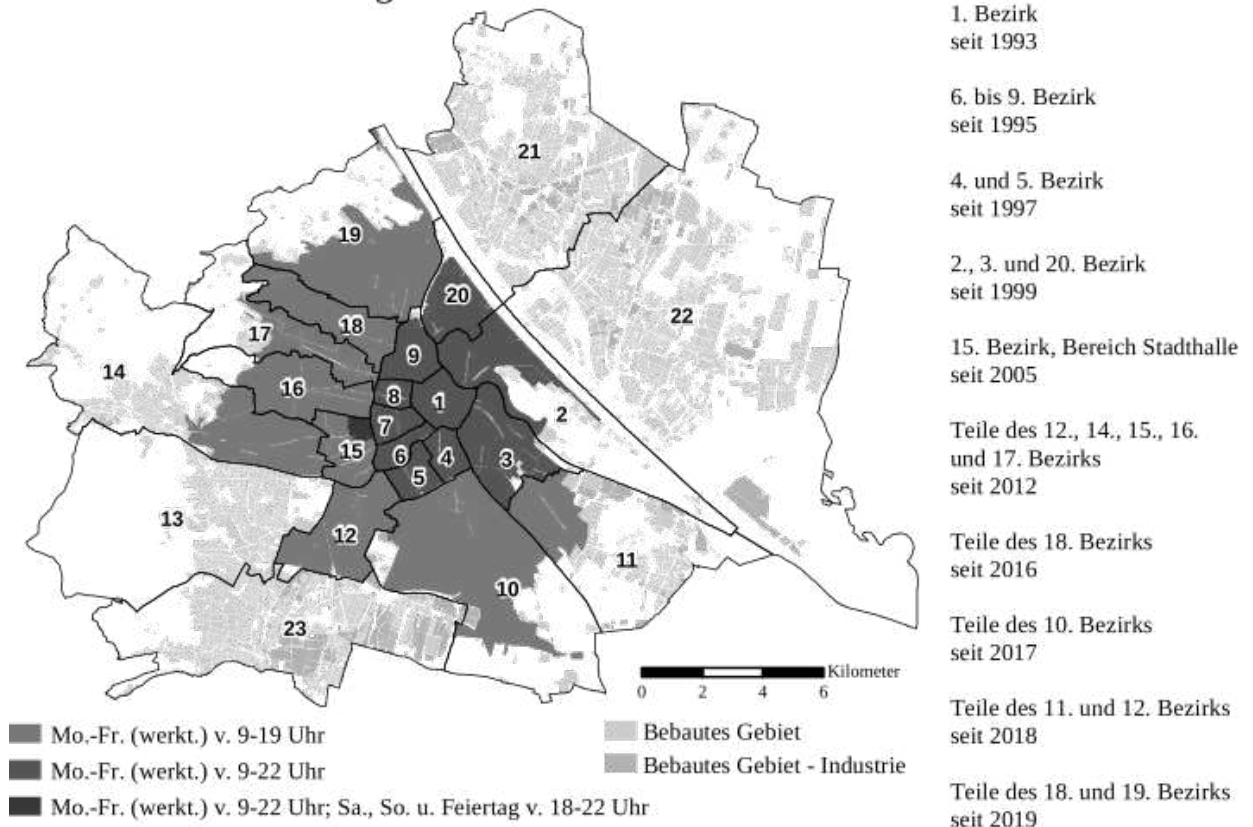 1. Bezirk
seit 1993
6. bis 9. Bezirk
seit 1995
4. und 5. Bezirk
seit 1997
2., 3. und 20. Bezirk
seit 1999
15. Bezirk, Bereich Stadthalle
seit 2005
Teile des 12., 14., 15., 16.
und 17. Bezirks
seit 2012
Teile des 18. Bezirks
seit 2016
Teile des 10. Bezirks
seit 2017
Teile des 11. und 12. Bezirks
seit 2018
Teile des 18. und 19. Bezirks
seit 2019
21
19
20
22
18
17
9
14
16
8
1
2
7
15
6
4
3
5
13
12
11
10
23
Kilometer
0 2 4 6
Mo.-Fr. (werkt.) v. 9-19 Uhr
Mo.-Fr. (werkt.) v. 9-22 Uhr
Mo.-Fr. (werkt.) v. 9-22 Uhr; Sa., So. u. Feiertag v. 18-22 Uhr
Bebautes Gebiet
Bebautes Gebiet - Industrie